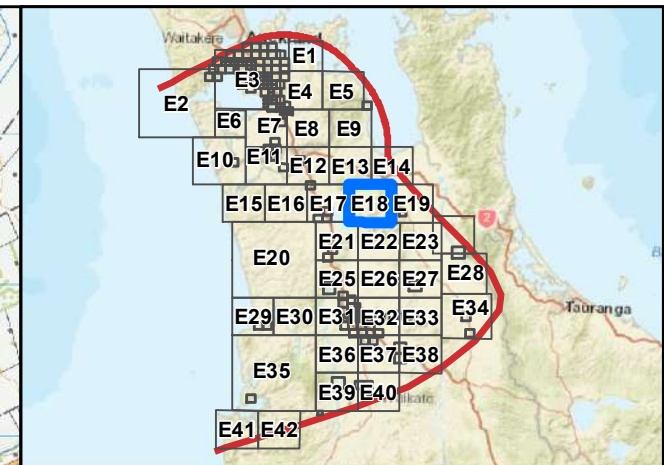 Waitakere
E1
E2
E3
E4 E5
E6 E7 E8 E9
E10 E11 E12 E13 E14
E15 E16 E17 E18 E19
2
E20 E21 E22 E23
E25 E26 E27 E28
E29 E30 E31 E32 E33 E34
Tauranga
E35 E36 E37 E38
E39 E40
E41 E42